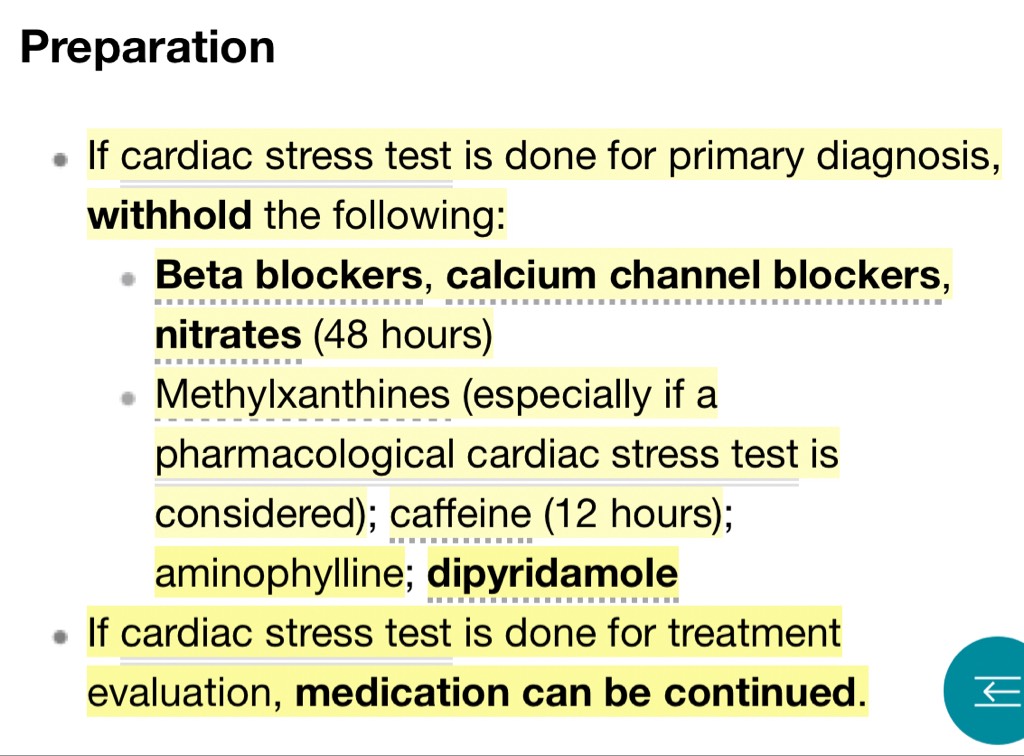 Preparation
If cardiac stress test is done for primary diagnosis,
withhold the following:
Beta blockers, calcium channel blockers,
nitrates (48 hours)
Methylxanthines (especially if a
pharmacological cardiac stress test is
considered); caffeine (12 hours);
aminophylline; dipyridamole
If cardiac stress test is done for treatment
evaluation, medication can be continued.